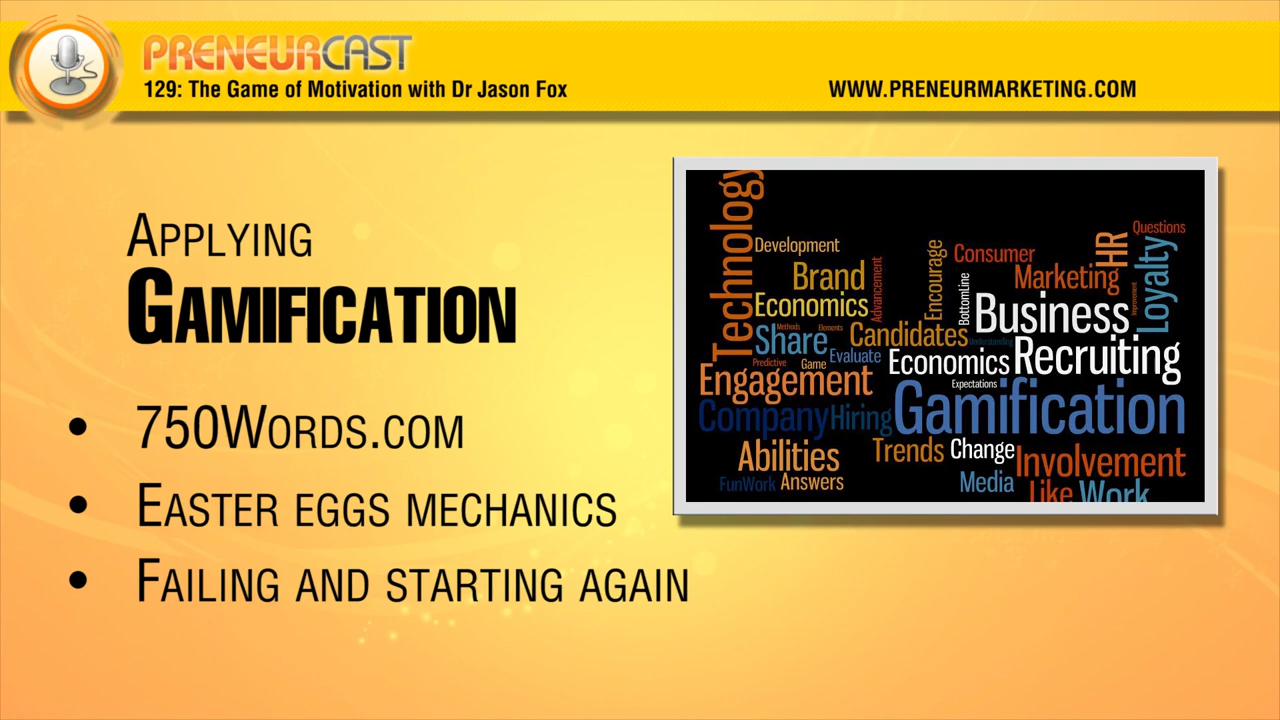 PRENEURCAST
129: The Game of Motivation with Dr Jason Fox
WWW.PRENEURMARKETING.COM
APPLYING
GAMIFICATION
• 750WORDS.COM
• EASTER EGGS MECHANICS
• FAILING AND STARTING AGAIN
Technology
Development
Brand
Economics
Advancement
Encourage
Consumer
BottomLine
Marketing
HR
Questions
Loyalty
Improvement
Business
Methods
Elements
Share
Candidates
Understanding
Predictive
Game
Evaluate
Economics
Recruiting
Engagement
Expectations
Company
Hiring
Gamification
Abilities
Trends
Change
Involvement
FunWork
Answers
Media
Like
Work